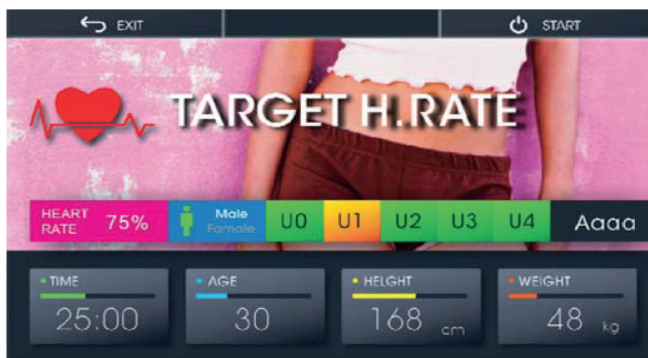 EXIT
START
TARGET H.RATE
HEART RATE 75% Male Famale U0 U1 U2 U3 U4 Aaaa
TIME AGE HELGHT WEIGHT
25:00 30 168 cm 48 kg